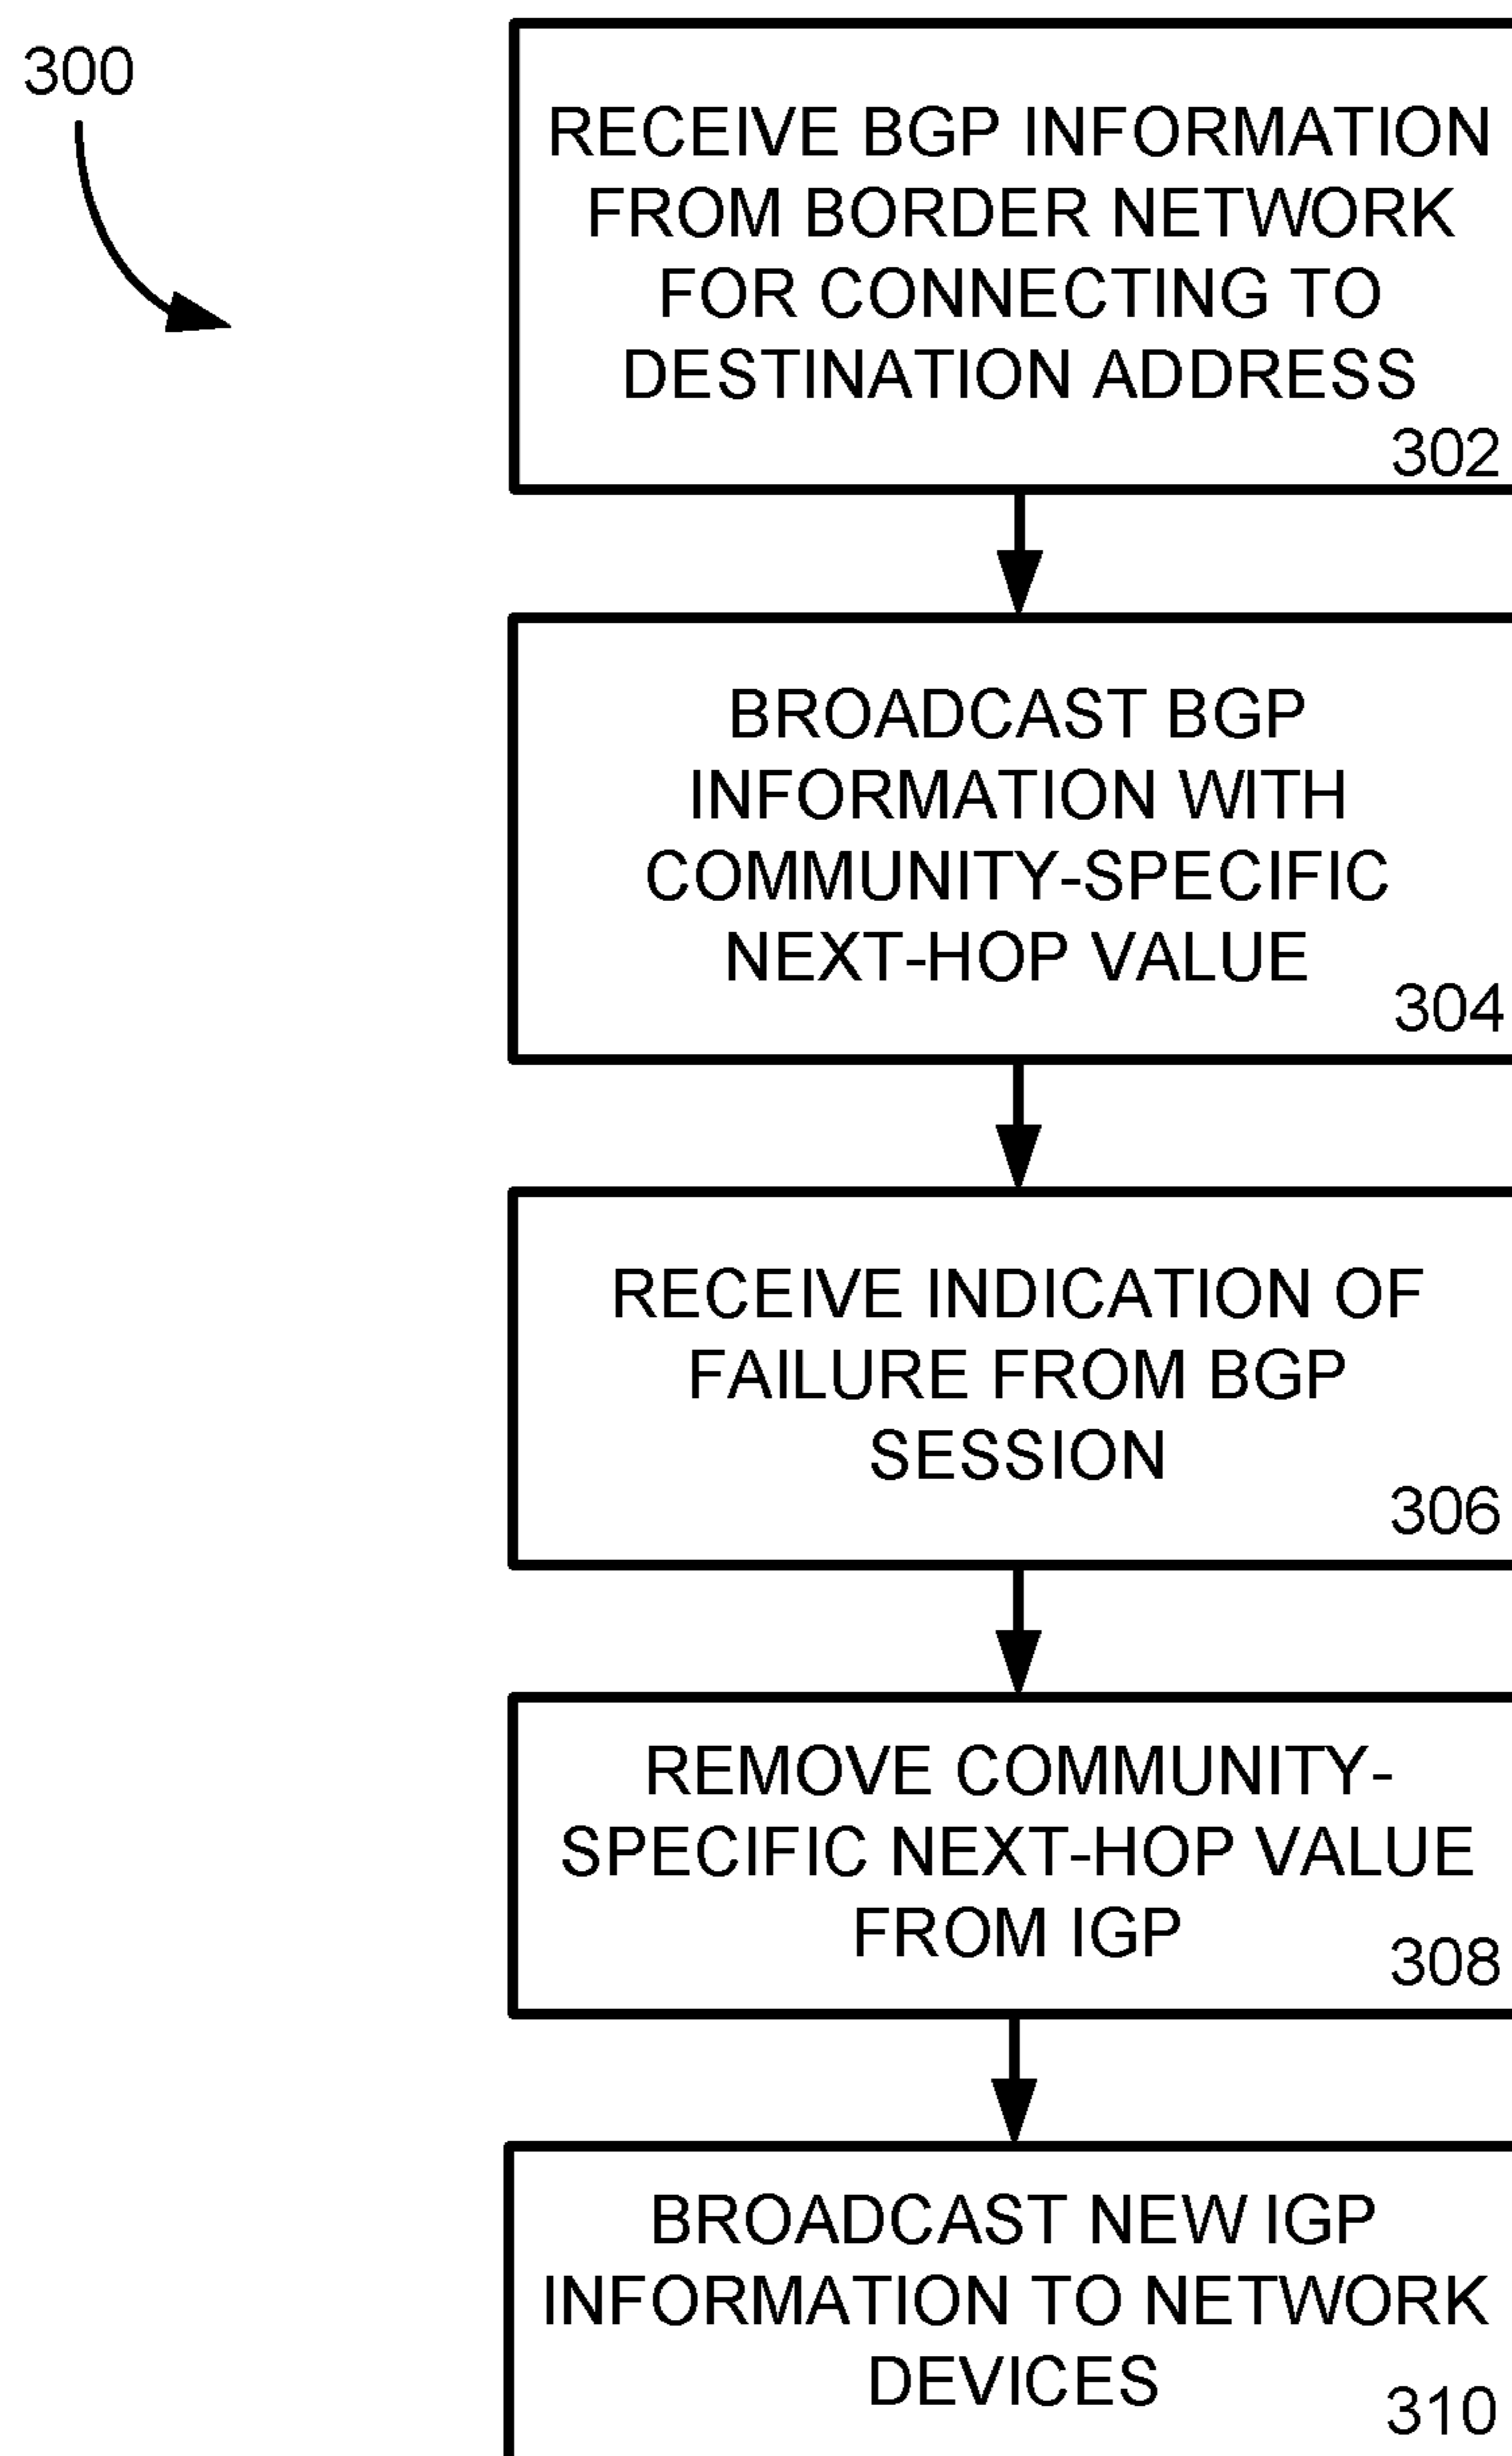 300
RECEIVE BGP INFORMATION
FROM BORDER NETWORK
FOR CONNECTING TO
DESTINATION ADDRESS
302
BROADCAST BGP
INFORMATION WITH
COMMUNITY-SPECIFIC
NEXT-HOP VALUE
304
RECEIVE INDICATION OF
FAILURE FROM BGP
SESSION
306
REMOVE COMMUNITY-
SPECIFIC NEXT-HOP VALUE
FROM IGP
308
BROADCAST NEW IGP
INFORMATION TO NETWORK
DEVICES
310